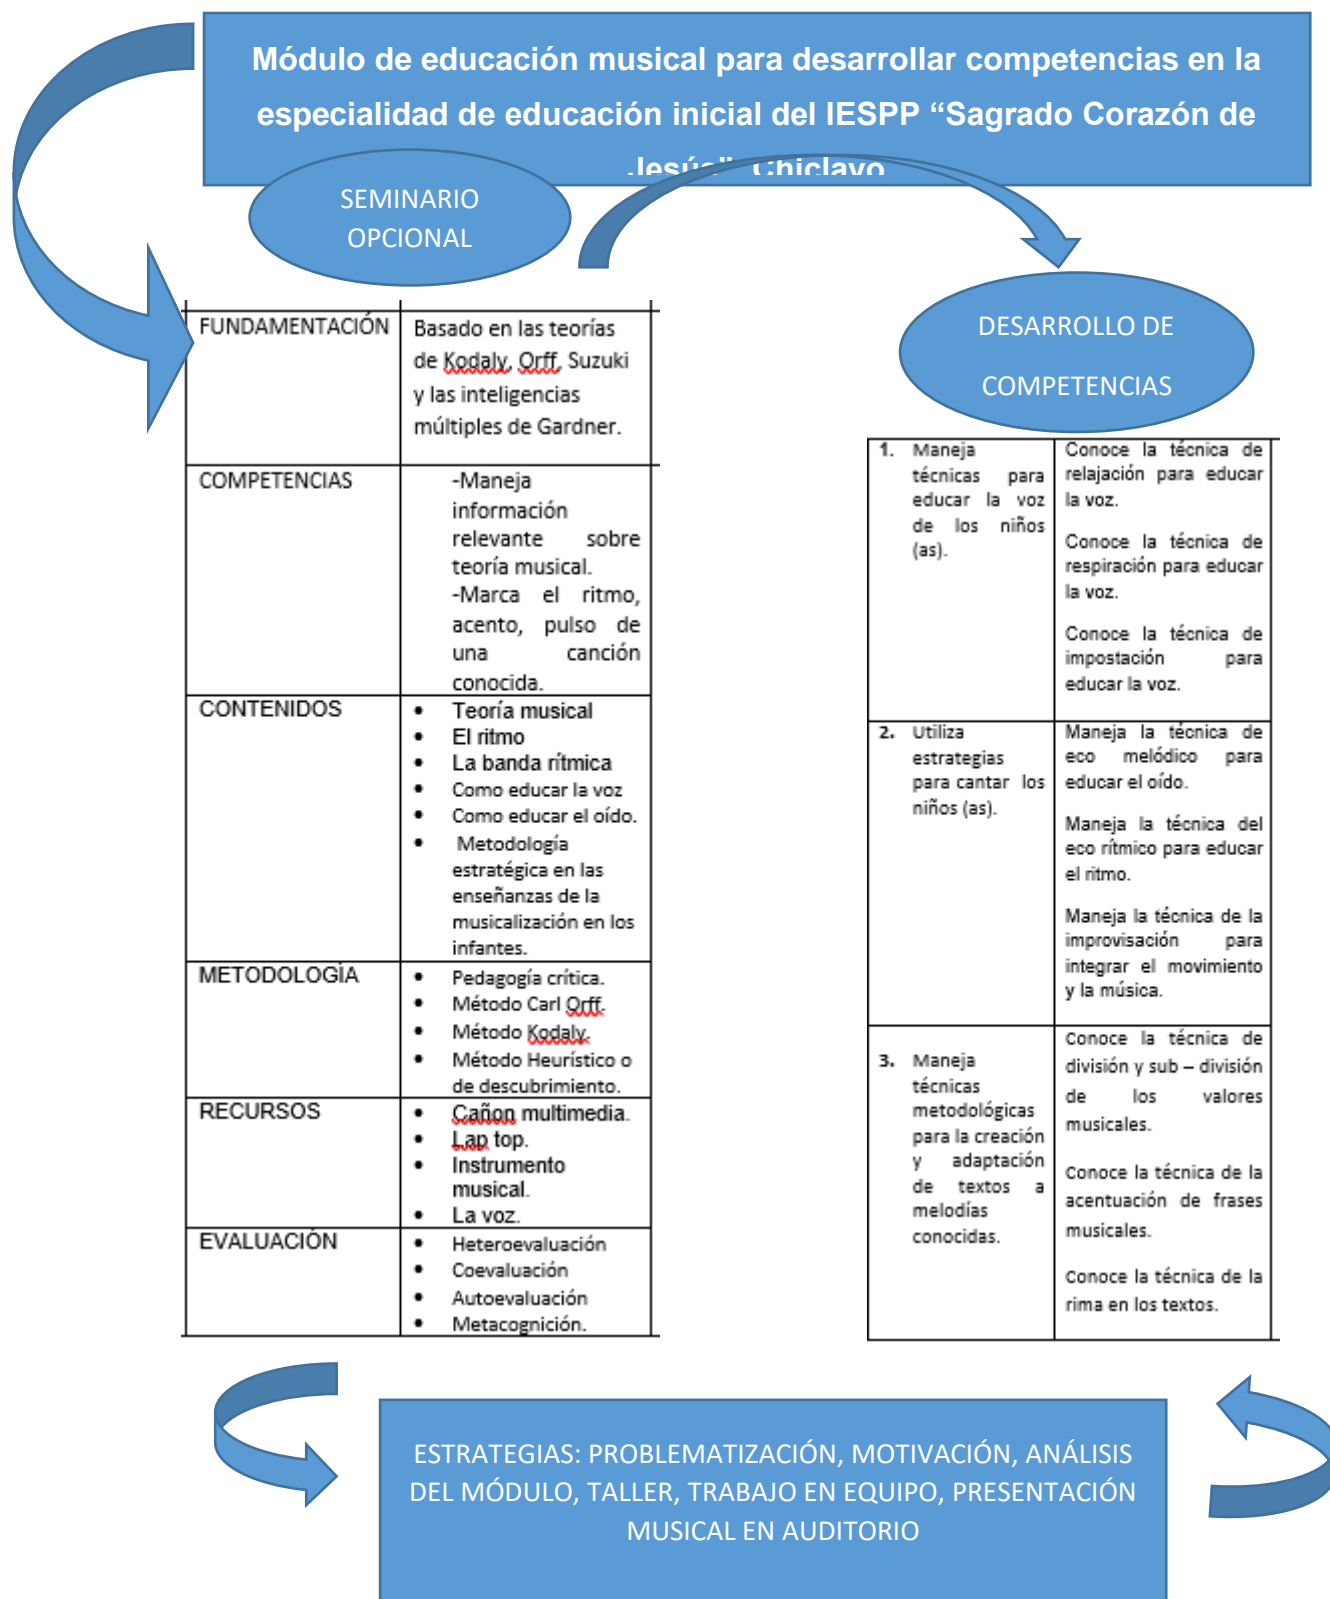 Módulo de educación musical para desarrollar competencias en la
especialidad de educación inicial del IESPP “Sagrado Corazón de
Jesús”, Chiclayo
SEMINARIO
OPCIONAL
FUNDAMENTACIÓN
Basado en las teorías
de Kodaly, Orff, Suzuki
y las inteligencias
múltiples de Gardner.
COMPETENCIAS
-Maneja
información
relevante sobre
teoría musical.
-Marca el ritmo,
acento, pulso de
una canción
conocida.
CONTENIDOS
• Teoría musical
• El ritmo
• La banda rítmica
• Como educar la voz
• Como educar el oído.
• Metodología
estratégica en las
enseñanzas de la
musicalización en los
infantes.
METODOLOGÍA
• Pedagogía crítica.
• Método Carl Orff.
• Método Kodaly.
• Método Heurístico o
de descubrimiento.
RECURSOS
• Cañon multimedia.
• Lap top.
• Instrumento
musical.
• La voz.
EVALUACIÓN
• Heteroevaluación
• Coevaluación
• Autoevaluación
• Metacognición.
DESARROLLO DE
COMPETENCIAS
1. Maneja
técnicas para
educar la voz
de los niños
(as).
Conoce la técnica de
relajación para educar
la voz.
Conoce la técnica de
respiración para educar
la voz.
Conoce la técnica de
impostación para
educar la voz.
2. Utiliza
estrategias
para cantar los
niños (as).
Maneja la técnica de
eco melódico para
educar el oído.
Maneja la técnica del
eco rítmico para educar
el ritmo.
Maneja la técnica de la
improvisación para
integrar el movimiento
y la música.
3. Maneja
técnicas
metodológicas
para la creación
y adaptación
de textos a
melodías
conocidas.
Conoce la técnica de
división y sub – división
de los valores
musicales.
Conoce la técnica de la
acentuación de frases
musicales.
Conoce la técnica de la
rima en los textos.
ESTRATEGIAS: PROBLEMATIZACIÓN, MOTIVACIÓN, ANÁLISIS
DEL MÓDULO, TALLER, TRABAJO EN EQUIPO, PRESENTACIÓN
MUSICAL EN AUDITORIO